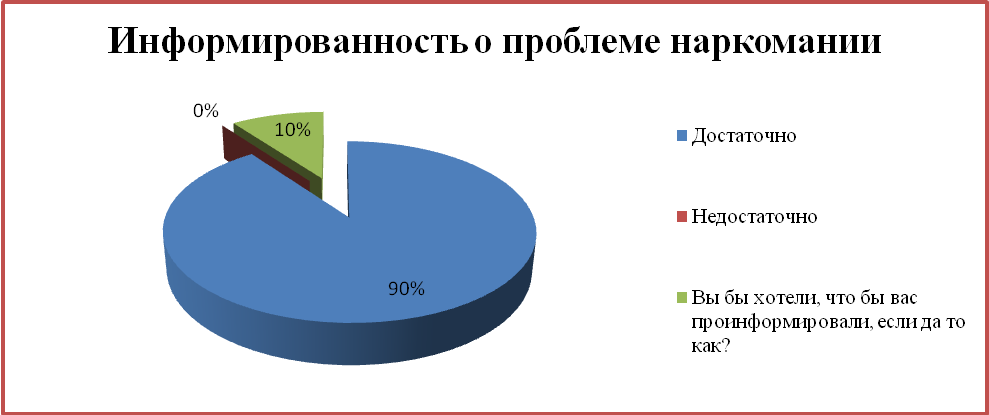 Информированность о проблеме наркомании
0%
10%
90%
Достаточно
Недостаточно
Вы бы хотели, что бы вас
проинформировали, если да то
как?